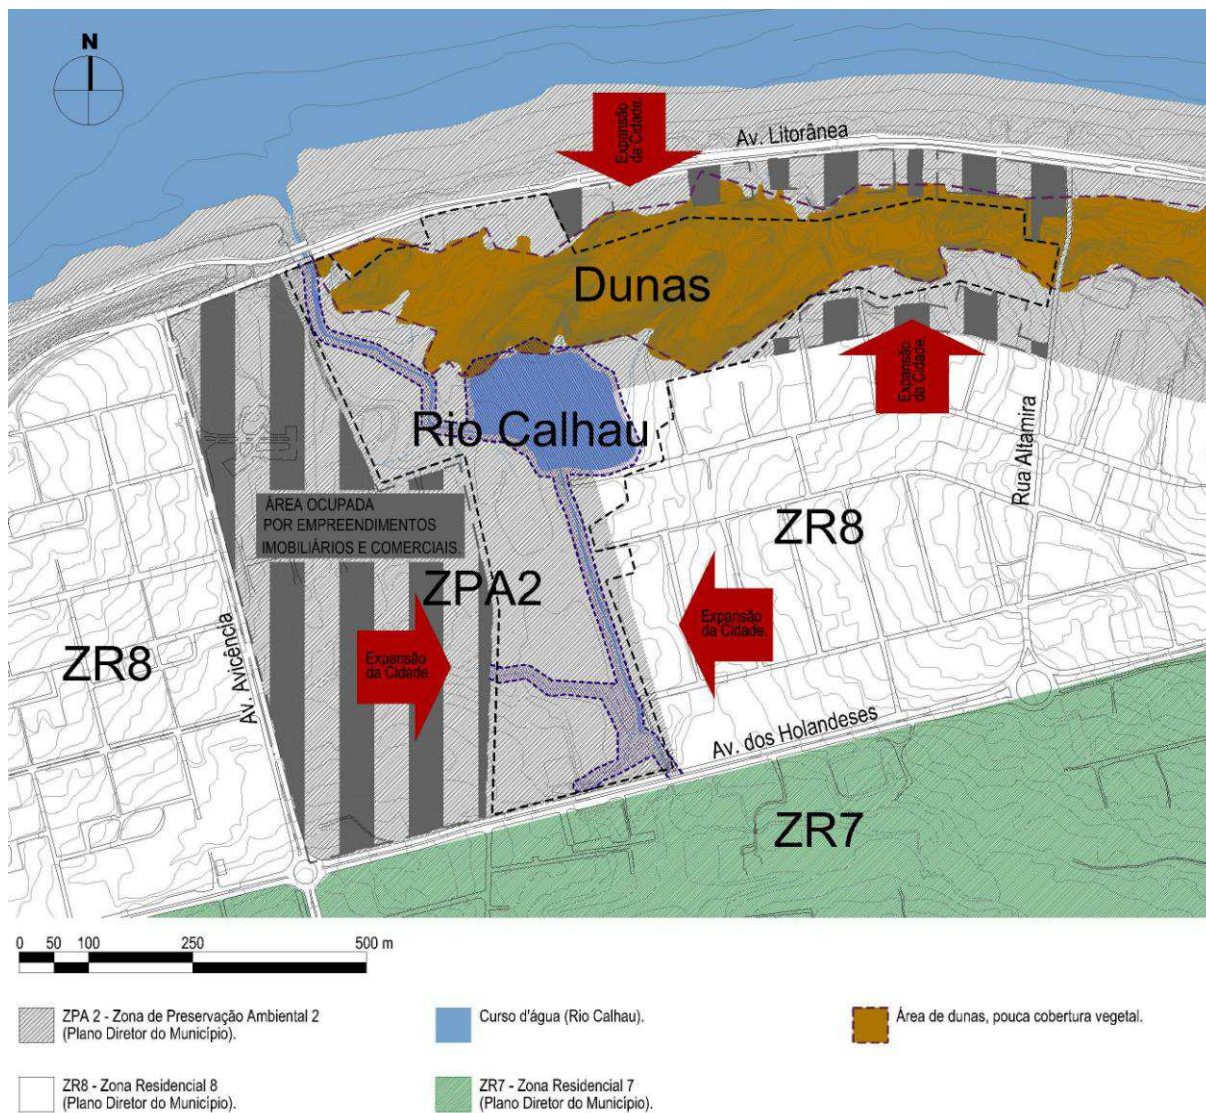 N
Expansão
da Cidade.
Av. Litorânea
Dunas
Rio Calhau
Expansão
da Cidade.
Rua Altamira
ÁREA OCUPADA
POR EMPREENDIMENTOS
IMOBILIÁRIOS E COMERCIAIS.
ZR8
ZPA2
Expansão
da Cidade.
Expansão
da Cidade.
ZR8
Av. Avicência
Av. dos Holandeses
ZR7
0 50 100 250 500 m
ZPA 2 - Zona de Preservação Ambiental 2
(Plano Diretor do Município).
Curso d'água (Rio Calhau).
Área de dunas, pouca cobertura vegetal.
ZR8 - Zona Residencial 8
(Plano Diretor do Município).
ZR7 - Zona Residencial 7
(Plano Diretor do Município).